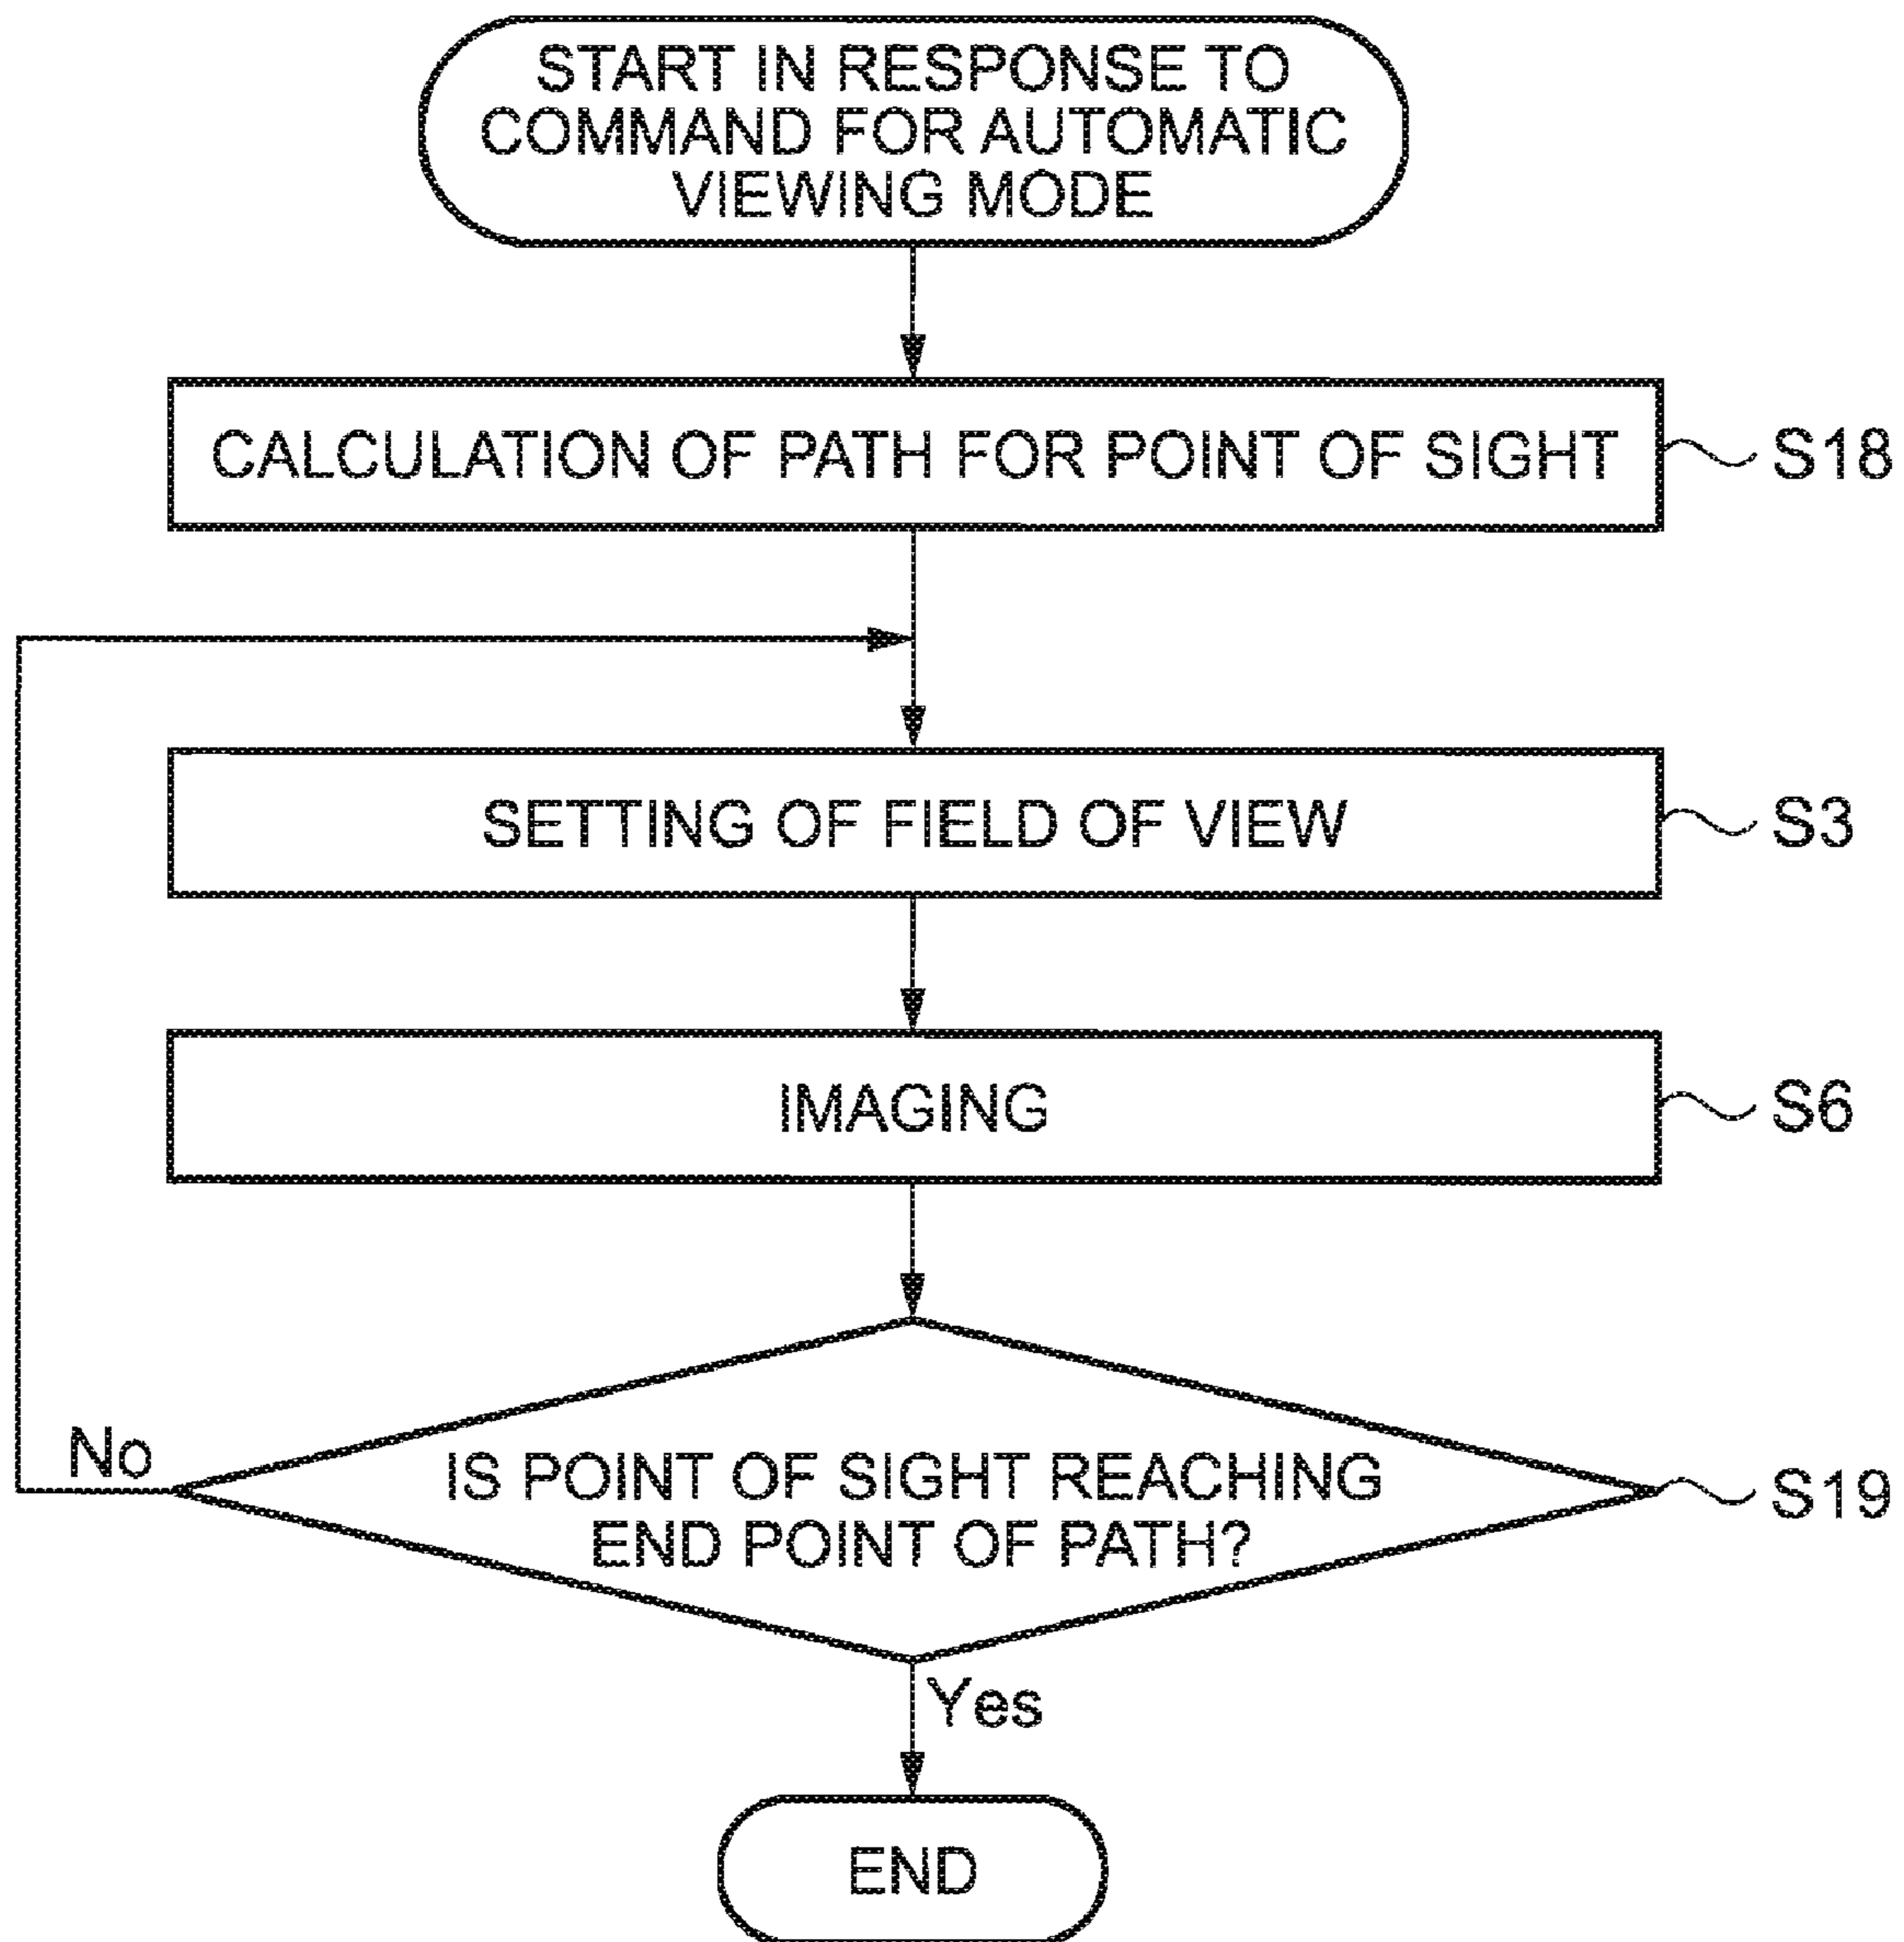 START IN RESPONSE TO
COMMAND FOR AUTOMATIC
VIEWING MODE
CALCULATION OF PATH FOR POINT OF SIGHT
S18
SETTING OF FIELD OF VIEW
S3
IMAGING
S6
No
IS POINT OF SIGHT REACHING
END POINT OF PATH?
S19
Yes
END